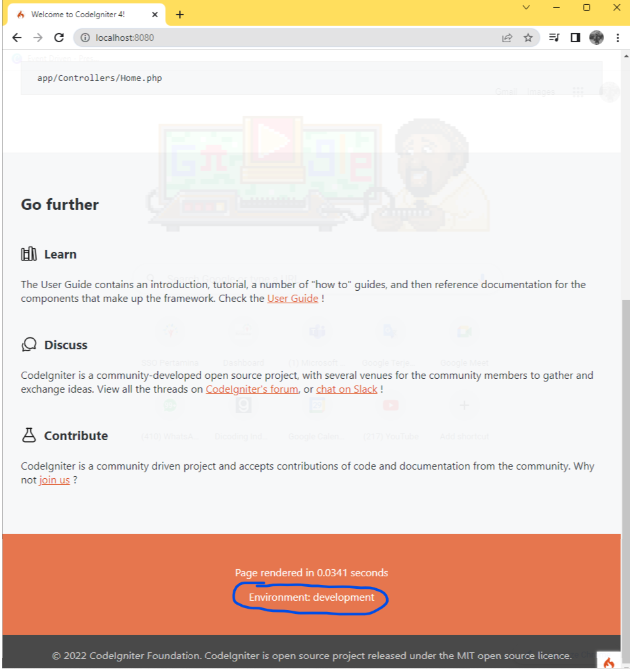 Welcome to CodeIgniter 4!
localhost:8080
app/Controllers/Home.php
Go further
Learn
The User Guide contains an introduction, tutorial, a number of "how to" guides, and then reference documentation for the
components that make up the framework. Check the User Guide !
Discuss
CodeIgniter is a community-developed open source project, with several venues for the community members to gather and
exchange ideas. View all the threads on CodeIgniter's forum, or chat on Slack !
Contribute
CodeIgniter is a community driven project and accepts contributions of code and documentation from the community. Why
not join us ?
Page rendered in 0.0341 seconds
Environment: development
© 2022 CodeIgniter Foundation. CodeIgniter is open source project released under the MIT open source licence.